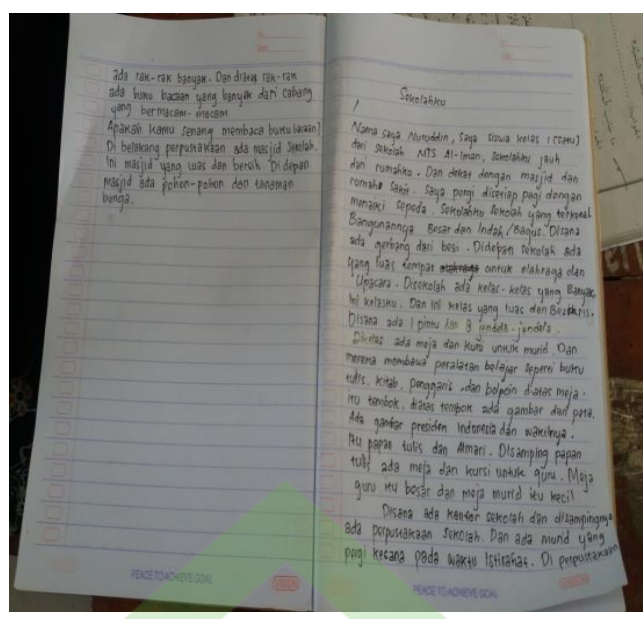 Sekolahku
Nama saya Nuruddin, Saya siswa kelas 1 (satu)
dari sekolah MTS Al-Iman, sekolahku jauh
dari rumahku. Dan dekat dengan masjid dan
rumah sakit. Saya pergi disetiap pagi dengan
menaiki sepeda. Sekolahku sekolah yang terkenal
Bangunannya Besar dan Indah/Bagus. Disana
ada gerbang dari besi. Didepan sekolah ada
yang luas tempat untuk olahraga dan
Upacara. Disekolah ada kelas-kelas yang Banyak,
Ini kelasku. Dan ini kelas yang luas dan
Disana ada 1 pintu dan 8 jendela-jendela.
Dikelas ada meja dan kursi untuk murid. Dan
mereka membawa peralatan belajar seperti buku
tulis, kitab, penggaris, dan bolpoin diatas meja.
itu tembok, diatas tembok ada gambar dan peta.
Ada gambar presiden Indonesia dan wakilnya.
Itu papan tulis dan Almari. Disamping papan
tulis ada meja dan kursi untuk guru. Meja
guru itu besar dan meja murid itu kecil
Disana ada kantor sekolah dan disampingnya
ada perpustakaan sekolah. Dan ada murid yang
pergi kesana pada waktu istirahat. Di perpustakaan
PEACE TO ACHIEVE GOAL
ada rak-rak banyak. Dan diatas rak-rak
ada buku bacaan yang banyak dari cabang
yang bermacam-macam
Apakah kamu senang membaca buku bacaan?
Di belakang perpustakaan ada masjid sekolah.
Ini masjid yang luas dan bersih. Di depan
masjid ada pohon-pohon dan tanaman
bunga.
PEACE TO ACHIEVE GOAL
VISION